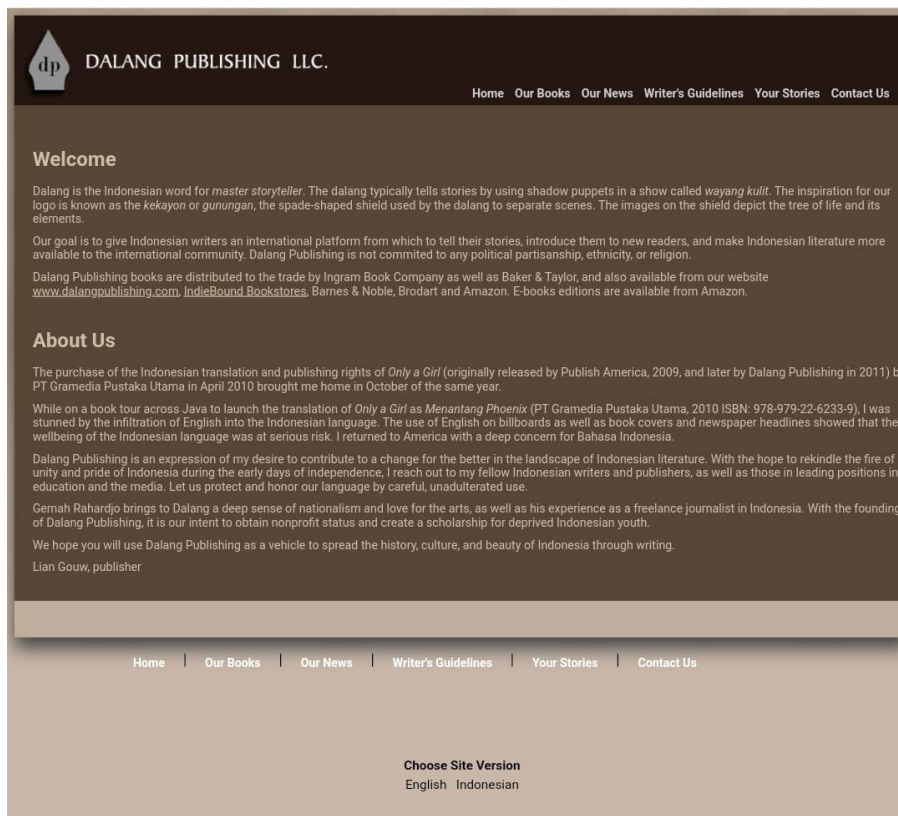 dp
DALANG PUBLISHING LLC.
Home Our Books Our News Writer's Guidelines Your Stories Contact Us
Welcome
Dalang is the Indonesian word for master storyteller. The dalang typically tells stories by using shadow puppets in a show called wayang kulit. The inspiration for our
logo is known as the kekayon or gunungan, the spade-shaped shield used by the dalang to separate scenes. The images on the shield depict the tree of life and its
elements.
Our goal is to give Indonesian writers an international platform from which to tell their stories, introduce them to new readers, and make Indonesian literature more
available to the international community. Dalang Publishing is not commited to any political partisanship, ethnicity, or religion.
Dalang Publishing books are distributed to the trade by Ingram Book Company as well as Baker & Taylor, and also available from our website
www.dalangpublishing.com, IndieBound Bookstores, Barnes & Noble, Brodart and Amazon. E-books editions are available from Amazon.
About Us
The purchase of the Indonesian translation and publishing rights of Only a Girl (originally released by Publish America, 2009, and later by Dalang Publishing in 2011)
PT Gramedia Pustaka Utama in April 2010 brought me home in October of the same year.
While on a book tour across Java to launch the translation of Only a Girl as Menantang Phoenix (PT Gramedia Pustaka Utama, 2010 ISBN: 978-979-22-6233-9), I was
stunned by the infiltration of English into the Indonesian language. The use of English on billboards as well as book covers and newspaper headlines showed that the
wellbeing of the Indonesian language was at serious risk. I returned to America with a deep concern for Bahasa Indonesia.
Dalang Publishing is an expression of my desire to contribute to a change for the better in the landscape of Indonesian literature. With the hope to rekindle the fire of
unity and pride of Indonesia during the early days of independence, I reach out to my fellow Indonesian writers and publishers, as well as those in leading positions in
education and the media. Let us protect and honor our language by careful, unadulterated use.
Gemah Rahardjo brings to Dalang a deep sense of nationalism and love for the arts, as well as his experience as a freelance journalist in Indonesia. With the founding
of Dalang Publishing, it is our intent to obtain nonprofit status and create a scholarship for deprived Indonesian youth.
We hope you will use Dalang Publishing as a vehicle to spread the history, culture, and beauty of Indonesia through writing.
Lian Gouw, publisher
Home | Our Books | Our News | Writer's Guidelines | Your Stories | Contact Us
Choose Site Version
English Indonesian